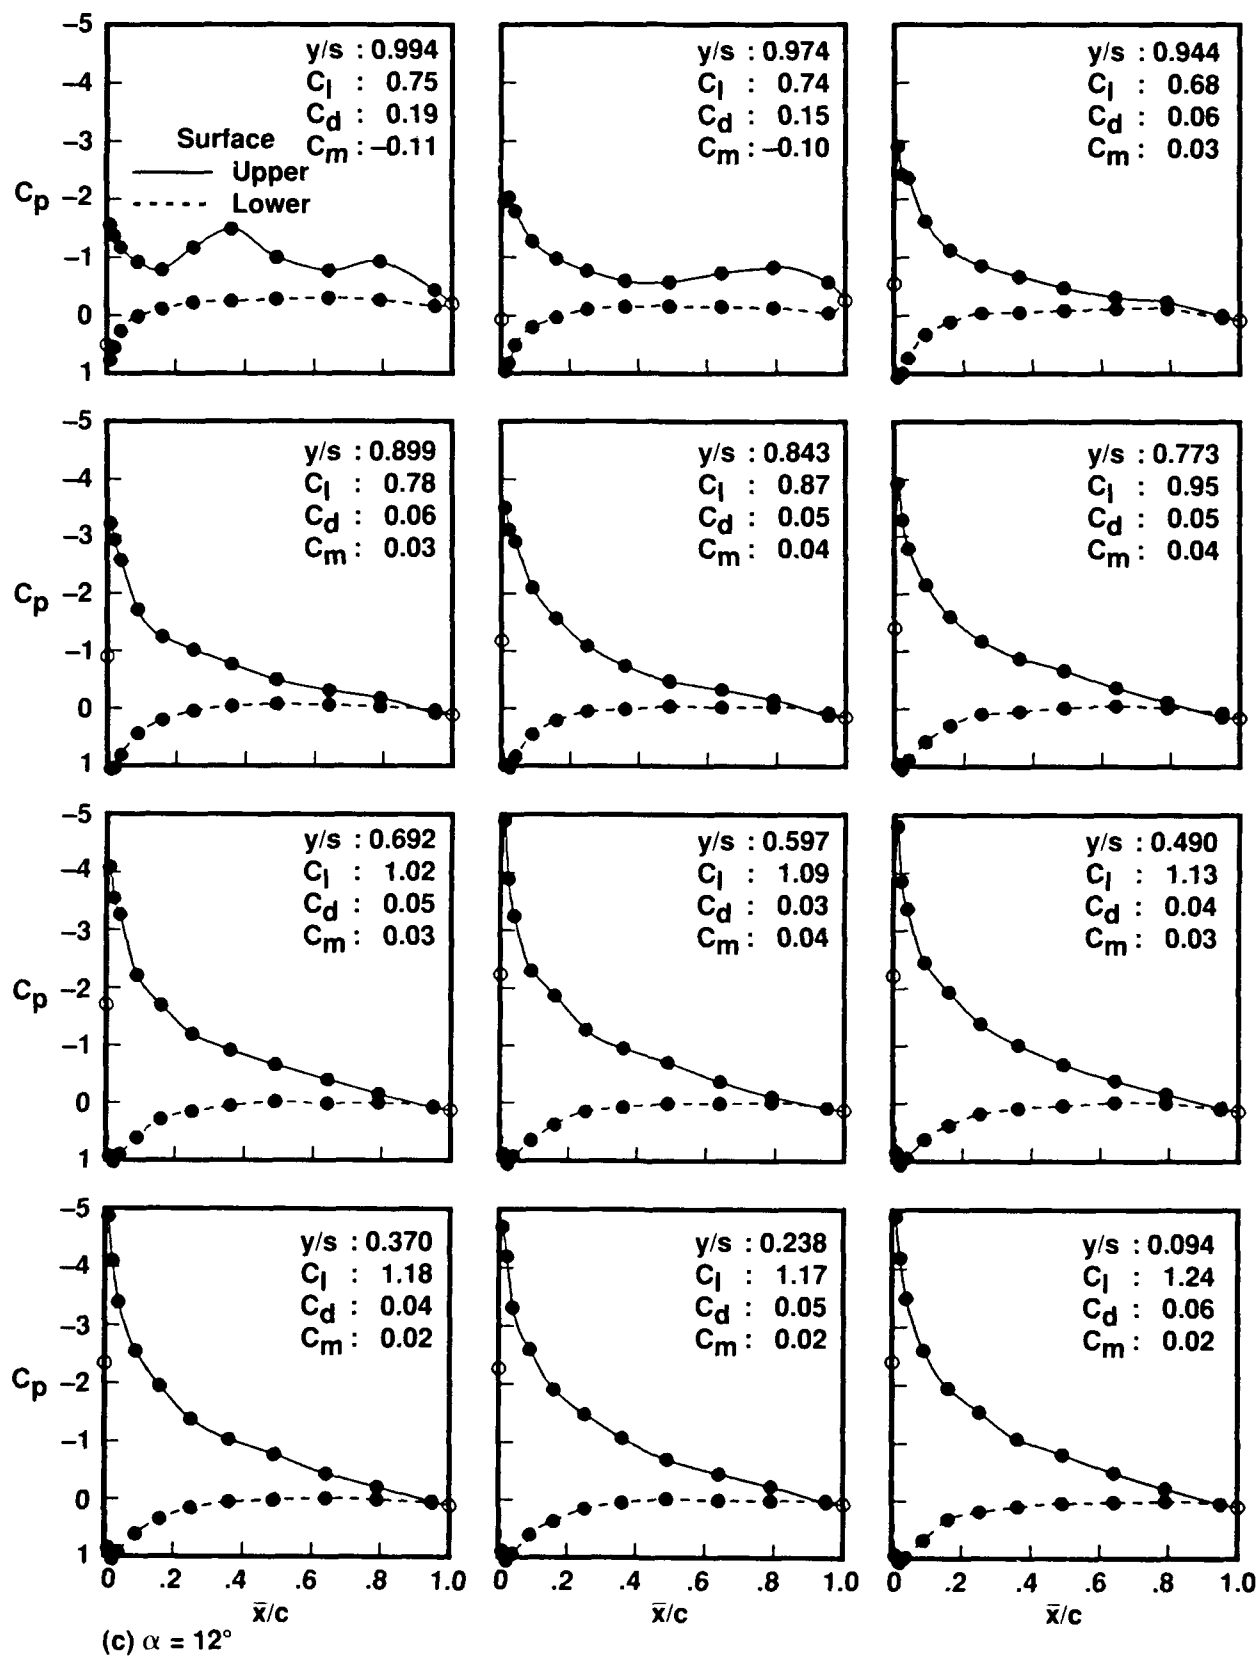 –5
–4
–3
–2
–1
0
1
Cp
y/s : 0.994
Cl : 0.75
Cd : 0.19
Cm : –0.11
Surface
Upper
Lower
y/s : 0.974
Cl : 0.74
Cd : 0.15
Cm : –0.10
y/s : 0.944
Cl : 0.68
Cd : 0.06
Cm : 0.03
–5
–4
–3
–2
–1
0
1
Cp
y/s : 0.899
Cl : 0.78
Cd : 0.06
Cm : 0.03
y/s : 0.843
Cl : 0.87
Cd : 0.05
Cm : 0.04
y/s : 0.773
Cl : 0.95
Cd : 0.05
Cm : 0.04
–5
–4
–3
–2
–1
0
1
Cp
y/s : 0.692
Cl : 1.02
Cd : 0.05
Cm : 0.03
y/s : 0.597
Cl : 1.09
Cd : 0.03
Cm : 0.04
y/s : 0.490
Cl : 1.13
Cd : 0.04
Cm : 0.03
–5
–4
–3
–2
–1
0
1
Cp
y/s : 0.370
Cl : 1.18
Cd : 0.04
Cm : 0.02
y/s : 0.238
Cl : 1.17
Cd : 0.05
Cm : 0.02
y/s : 0.094
Cl : 1.24
Cd : 0.06
Cm : 0.02
0 .2 .4 .6 .8 1.0
0 .2 .4 .6 .8 1.0
0 .2 .4 .6 .8 1.0
x̄/c
x̄/c
x̄/c
(c) α = 12°